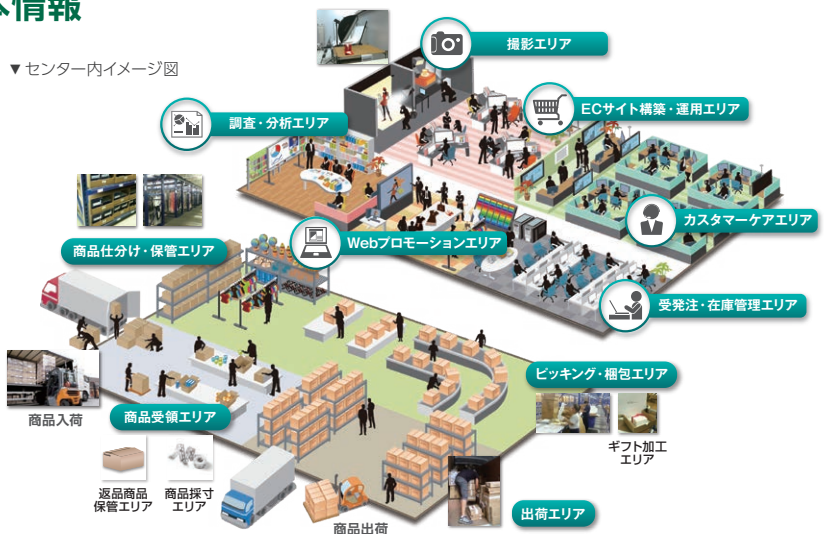 本情報
▼センター内イメージ図
撮影エリア
ECサイト構築・運用エリア
調査・分析エリア
カスタマーケアエリア
Webプロモーションエリア
商品仕分け・保管エリア
受発注・在庫管理エリア
ピッキング・梱包エリア
商品入荷
商品受領エリア
ギフト加工
エリア
返品商品
保管エリア
商品採寸
エリア
出荷エリア
商品出荷